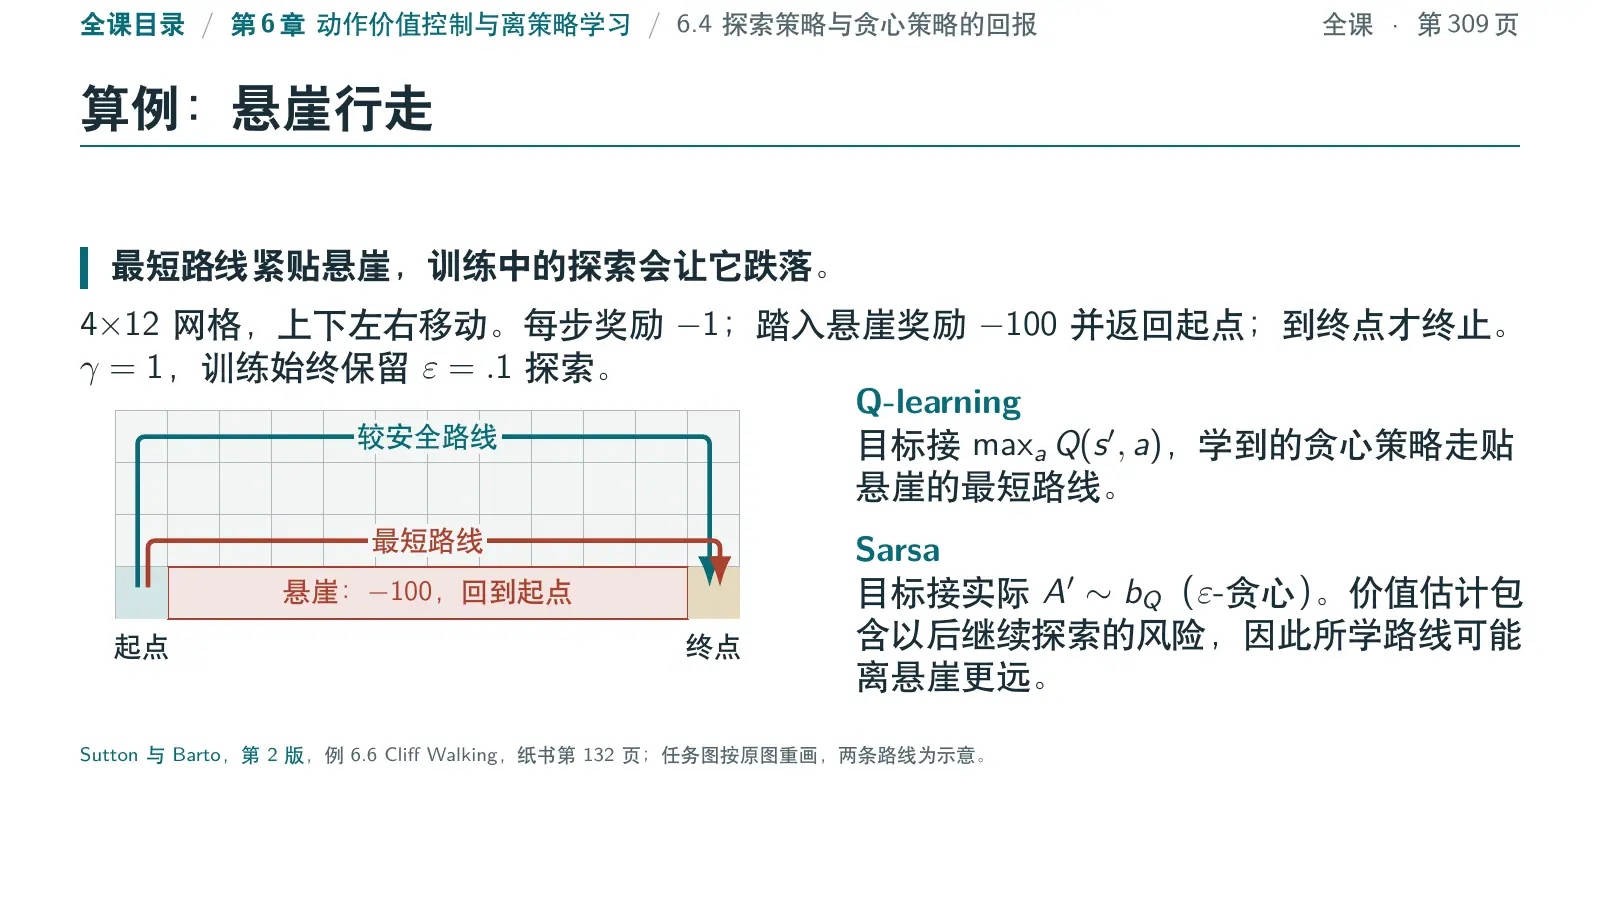 全课目录 / 第 6 章 动作价值控制与离策略学习 / 6.4 探索策略与贪心策略的回报
全课 · 第 309 页
算例：悬崖行走
最短路线紧贴悬崖，训练中的探索会让它跌落。
4×12 网格，上下左右移动。每步奖励 −1；踏入悬崖奖励 −100 并返回起点；到终点才终止。
γ = 1，训练始终保留 ε = .1 探索。
较安全路线
最短路线
悬崖：−100，回到起点
起点
终点
Q-learning
目标接 maxₐ Q(s′, a)，学到的贪心策略走贴
悬崖的最短路线。
Sarsa
目标接实际 A′ ∼ b_Q（ε-贪心）。价值估计包
含以后继续探索的风险，因此所学路线可能
离悬崖更远。
Sutton 与 Barto，第 2 版，例 6.6 Cliff Walking，纸书第 132 页；任务图按原图重画，两条路线为示意。